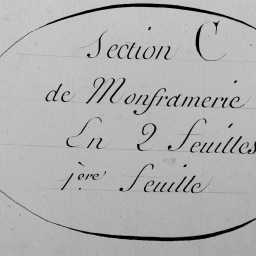 Section C
de Monframerie
En 2 feuilles
1ère feuille